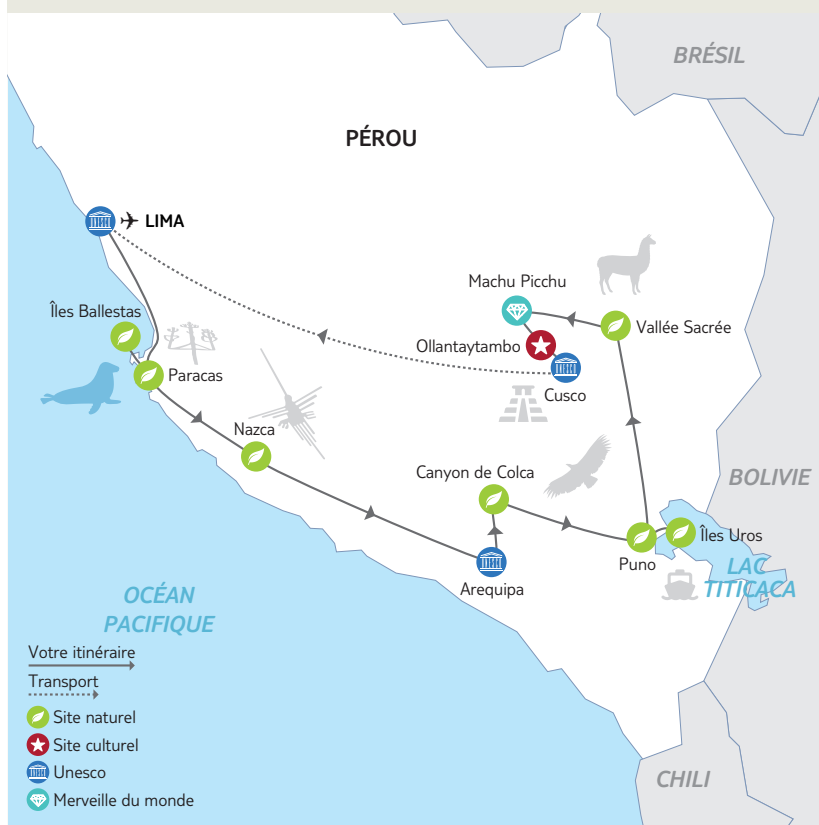 BRÉSIL
PÉROU
LIMA
Machu Picchu
Îles Ballestas
Vallée Sacrée
Ollantaytambo
UNESCO
Paracas
Cusco
Nazca
Canyon de Colca
BOLIVIE
Îles Uros
Puno
LAC
TITICACA
Arequipa
OCÉAN
PACIFIQUE
Votre itinéraire
Transport
Site naturel
Site culturel
Unesco
Merveille du monde
CHILI